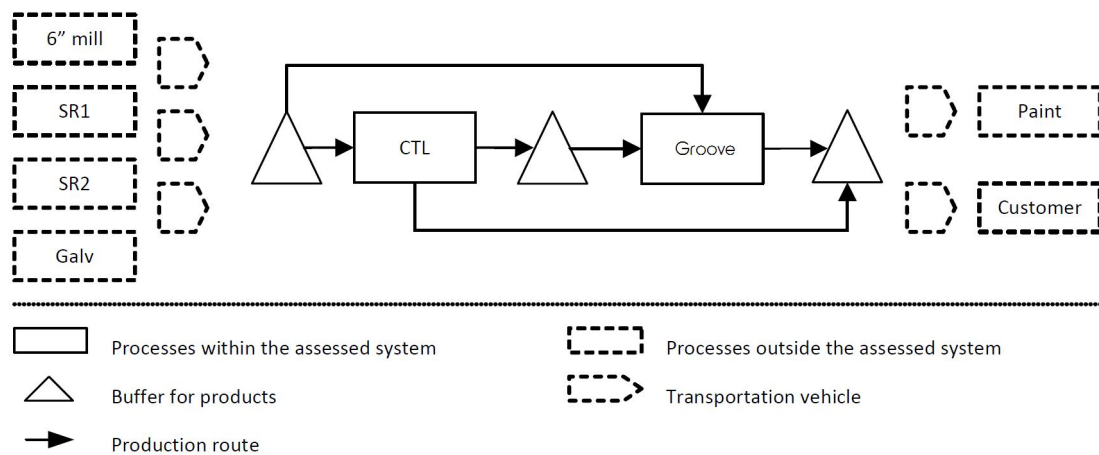 6” mill
SR1
SR2
Galv
CTL
Groove
Paint
Customer
Processes within the assessed system
Processes outside the assessed system
Buffer for products
Transportation vehicle
Production route